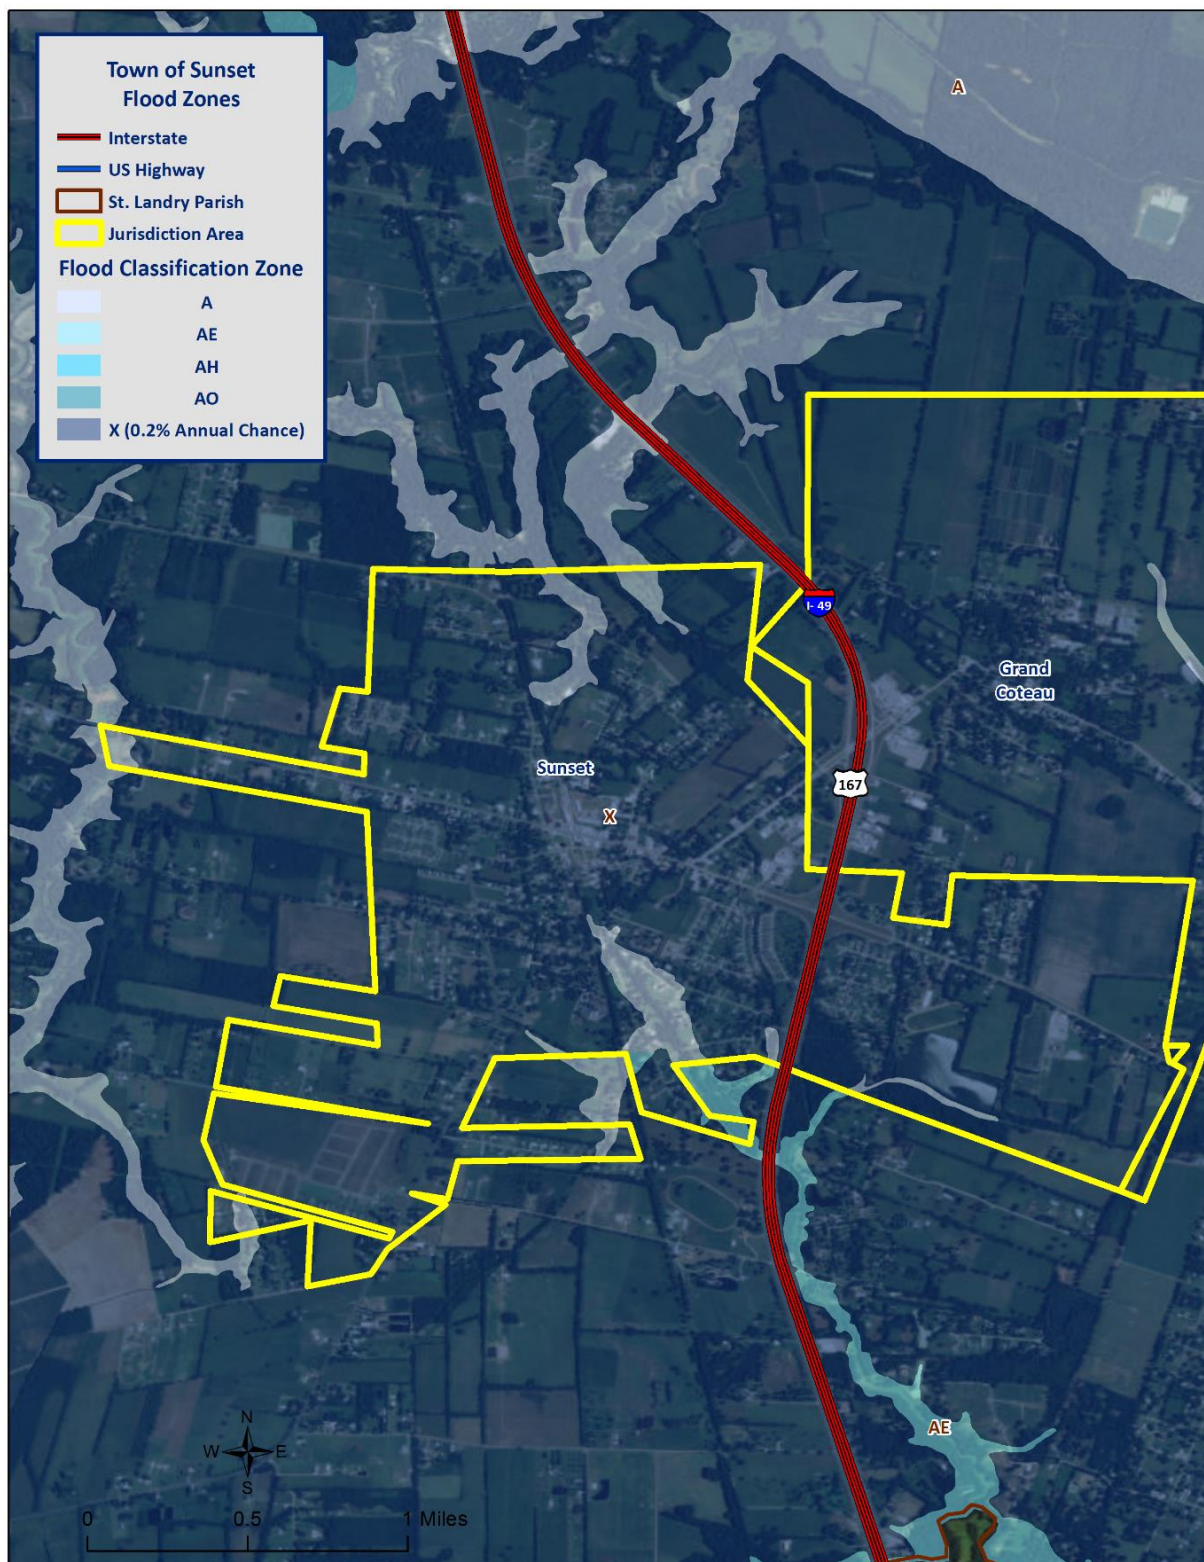 Town of Sunset
Flood Zones
Interstate
US Highway
St. Landry Parish
Jurisdiction Area
Flood Classification Zone
A
AE
AH
AO
X (0.2% Annual Chance)
A
I- 49
Grand
Coteau
Sunset
167
X
AE
N
W E
S
0 0.5 1 Miles